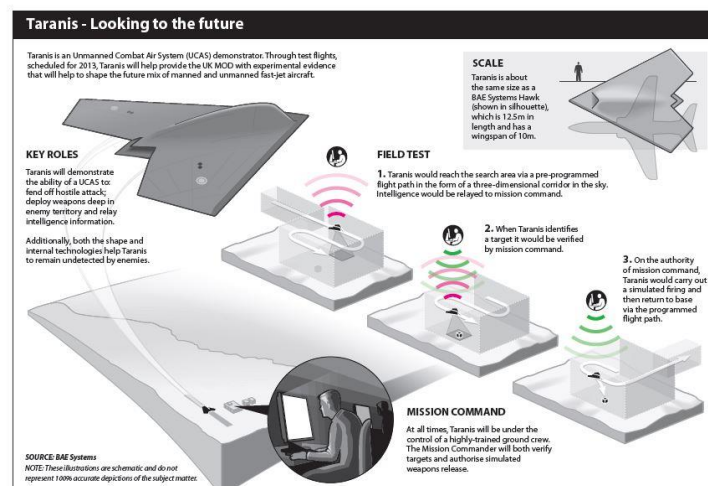 Taranis - Looking to the future
Taranis is an Unmanned Combat Air System (UCAS) demonstrator. Through test flights,
scheduled for 2013, Taranis will help provide the UK MOD with experimental evidence
that will help to shape the future mix of manned and unmanned fast-jet aircraft.
SCALE
Taranis is about
the same size as a
BAE Systems Hawk
(shown in silhouette),
which is 12.5m in
length and has a
wingspan of 10m.
KEY ROLES
Taranis will demonstrate
the ability of a UCAS to:
fend off hostile attack;
deploy weapons deep in
enemy territory and relay
intelligence information.
Additionally, both the shape and
internal technologies help Taranis
to remain undetected by enemies.
FIELD TEST
1. Taranis would reach the search area via a pre-programmed
flight path in the form of a three-dimensional corridor in the sky.
Intelligence would be relayed to mission command.
2. When Taranis identifies
a target it would be verified
by mission command.
3. On the authority
of mission command,
Taranis would carry out
a simulated firing and
then return to base
via the programmed
flight path.
MISSION COMMAND
At all times, Taranis will be under the
control of a highly-trained ground crew.
The Mission Commander will both verify
targets and authorise simulated
weapons release.
SOURCE: BAE Systems
NOTE: These illustrations are schematic and do not
represent 100% accurate depictions of the subject matter.